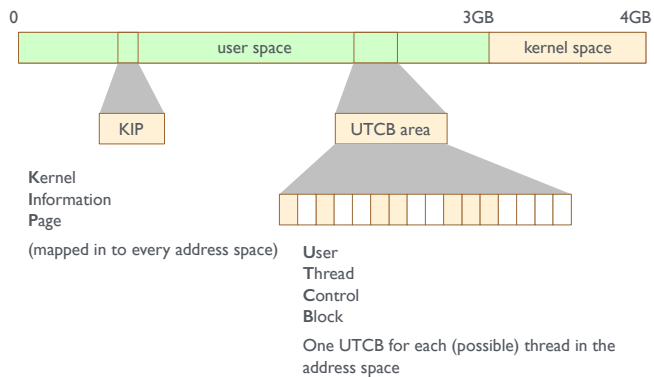 0 3GB 4GB
user space kernel space
KIP UTCB area
Kernel
Information
Page
(mapped in to every address space)
User
Thread
Control
Block
One UTCB for each (possible) thread in the
address space